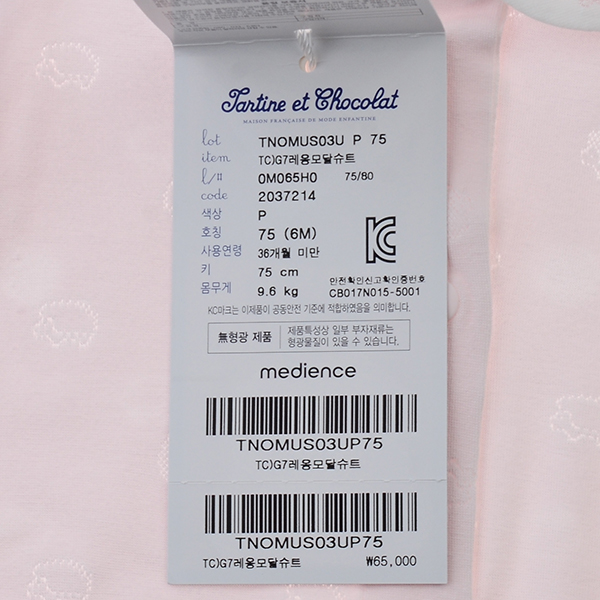 Tartine et Chocolat
MAISON FRANÇAISE DE MODE ENFANTINE
lot TNOMUS03U P 75
item TC)G7레옹모달슈트
l/# 0M065H0 75/80
code 2037214
색상 P
호칭 75 (6M)
사용연령 36개월 미만
키 75 cm
몸무게 9.6 kg
안전확인신고확인증번호
CB017N015-5001
KC마크는 이제품이 공동안전 기준에 적합하였음을 의미합니다.
無형광 제품
제품특성상 일부 부자재류는
형광물질이 있을 수 있습니다.
medience
TNOMUS03UP75
TC)G7레옹모달슈트
TNOMUS03UP75
TC)G7레옹모달슈트 ₩65,000